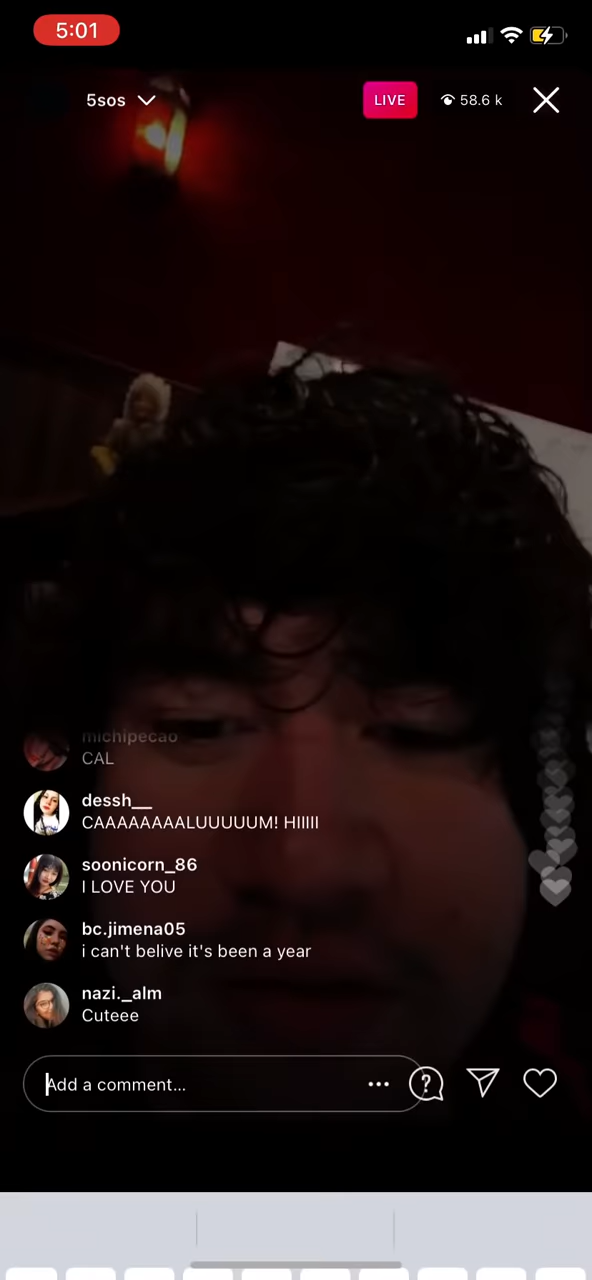 5:01
5sos
LIVE
58.6 k
michipecao
CAL
dessh__
CAAAAAAAALUUUUUM! HIIIII
soonicorn_86
I LOVE YOU
bc.jimena05
i can't belive it's been a year
nazi._alm
Cuteee
Add a comment...